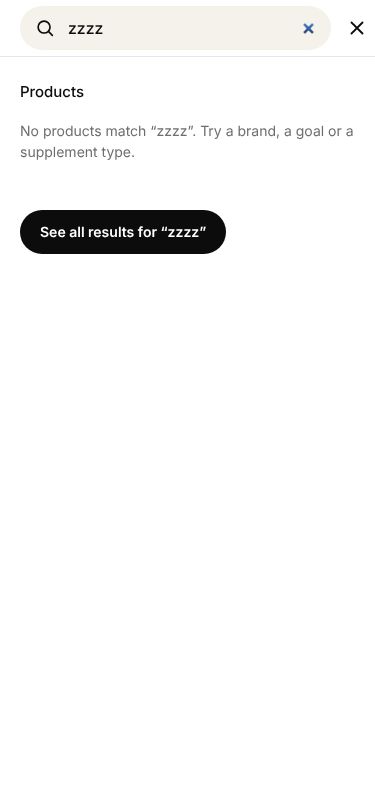 zzzz
Products
No products match “zzzz”. Try a brand, a goal or a
supplement type.
See all results for “zzzz”